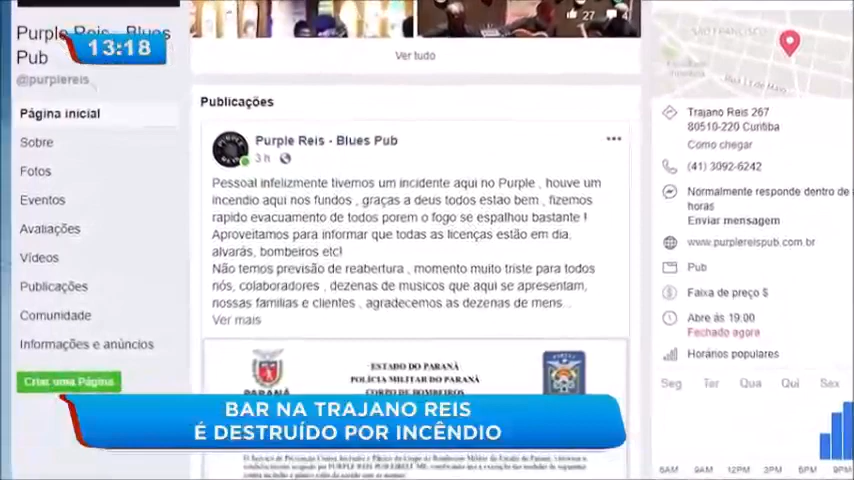 Purple Reis - Blues
Pub
13:18
@purplereis
Página inicial
Sobre
Fotos
Eventos
Avaliações
Vídeos
Publicações
Comunidade
Informações e anúncios
Criar uma Página
27
4
Ver tudo
Publicações
Purple Reis - Blues Pub
3 h
Pessoal infelizmente tivemos um incidente aqui no Purple , houve um
incendio aqui nos fundos , graças a deus todos estao bem , fizemos
rapido evacuamento de todos porem o fogo se espalhou bastante !
Aproveitamos para informar que todas as licenças estão em dia,
alvarás, bombeiros etc!
Não temos previsão de reabertura , momento muito triste para todos
nós, colaboradores , dezenas de musicos que aqui se apresentam,
nossas familias e clientes , agradecemos as dezenas de mens...
Ver mais
PARANÁ
ESTADO DO PARANÁ
POLÍCIA MILITAR DO PARANÁ
CORPO DE BOMBEIROS
SÃO FRANCISCO
Trajano Reis 267
80510-220 Curitiba
Como chegar
(41) 3092-6242
Normalmente responde dentro de
horas
Enviar mensagem
www.purplereispub.com.br
Pub
Faixa de preço $
Abre às 19:00
Fechado agora
Horários populares
Seg Ter Qua Qui Sex
6AM 9AM 12PM 3PM 6PM 9PM
BAR NA TRAJANO REIS
É DESTRUÍDO POR INCÊNDIO